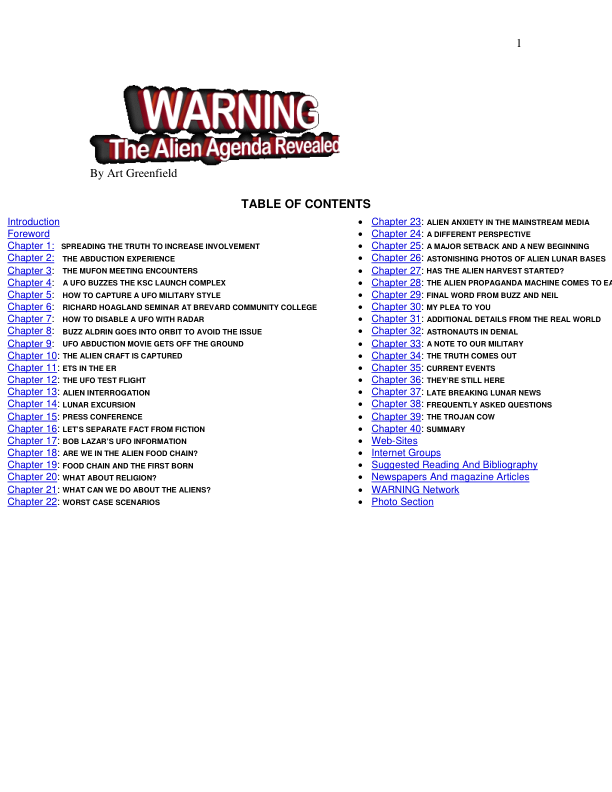 1
WARNING
The Alien Agenda Revealed
By Art Greenfield
TABLE OF CONTENTS
Introduction
Foreword
Chapter 1: SPREADING THE TRUTH TO INCREASE INVOLVEMENT
Chapter 2: THE ABDUCTION EXPERIENCE
Chapter 3: THE MUFON MEETING ENCOUNTERS
Chapter 4: A UFO BUZZES THE KSC LAUNCH COMPLEX
Chapter 5: HOW TO CAPTURE A UFO MILITARY STYLE
Chapter 6: RICHARD HOAGLAND SEMINAR AT BREVARD COMMUNITY COLLEGE
Chapter 7: HOW TO DISABLE A UFO WITH RADAR
Chapter 8: BUZZ ALDRIN GOES INTO ORBIT TO AVOID THE ISSUE
Chapter 9: UFO ABDUCTION MOVIE GETS OFF THE GROUND
Chapter 10: THE ALIEN CRAFT IS CAPTURED
Chapter 11: ETS IN THE ER
Chapter 12: THE UFO TEST FLIGHT
Chapter 13: ALIEN INTERROGATION
Chapter 14: LUNAR EXCURSION
Chapter 15: PRESS CONFERENCE
Chapter 16: LET'S SEPARATE FACT FROM FICTION
Chapter 17: BOB LAZAR'S UFO INFORMATION
Chapter 18: ARE WE IN THE ALIEN FOOD CHAIN?
Chapter 19: FOOD CHAIN AND THE FIRST BORN
Chapter 20: WHAT ABOUT RELIGION?
Chapter 21: WHAT CAN WE DO ABOUT THE ALIENS?
Chapter 22: WORST CASE SCENARIOS
• Chapter 23: ALIEN ANXIETY IN THE MAINSTREAM MEDIA
• Chapter 24: A DIFFERENT PERSPECTIVE
• Chapter 25: A MAJOR SETBACK AND A NEW BEGINNING
• Chapter 26: ASTONISHING PHOTOS OF ALIEN LUNAR BASES
• Chapter 27: HAS THE ALIEN HARVEST STARTED?
• Chapter 28: THE ALIEN PROPAGANDA MACHINE COMES TO EA
• Chapter 29: FINAL WORD FROM BUZZ AND NEIL
• Chapter 30: MY PLEA TO YOU
• Chapter 31: ADDITIONAL DETAILS FROM THE REAL WORLD
• Chapter 32: ASTRONAUTS IN DENIAL
• Chapter 33: A NOTE TO OUR MILITARY
• Chapter 34: THE TRUTH COMES OUT
• Chapter 35: CURRENT EVENTS
• Chapter 36: THEY'RE STILL HERE
• Chapter 37: LATE BREAKING LUNAR NEWS
• Chapter 38: FREQUENTLY ASKED QUESTIONS
• Chapter 39: THE TROJAN COW
• Chapter 40: SUMMARY
• Web-Sites
• Internet Groups
• Suggested Reading And Bibliography
• Newspapers And magazine Articles
• WARNING Network
• Photo Section